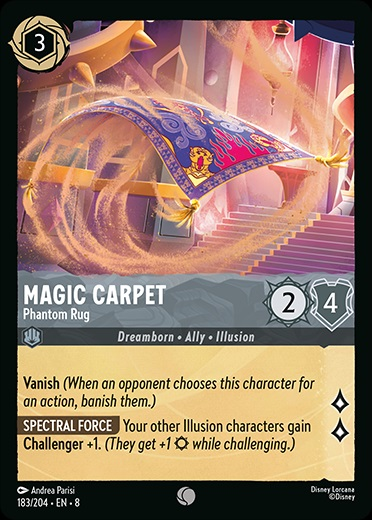 3
MAGIC CARPET
Phantom Rug
2
4
Dreamborn • Ally • Illusion
Vanish (When an opponent chooses this character for
an action, banish them.)
SPECTRAL FORCE Your other Illusion characters gain
Challenger +1. (They get +1 ¤ while challenging.)
Andrea Parisi
183/204 • EN • 8
Disney Lorcana
©Disney